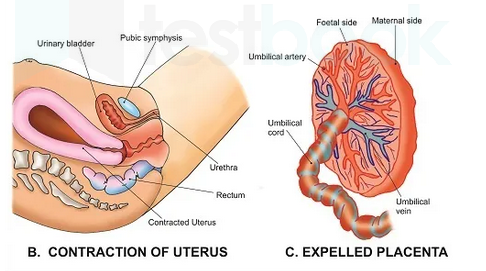 testbook
Pubic symphysis
Urinary bladder
Urethra
Rectum
Contracted Uterus
B. CONTRACTION OF UTERUS
Foetal side
Maternal side
Umbilical artery
Umbilical
cord
Umbilical
vein
C. EXPELLED PLACENTA